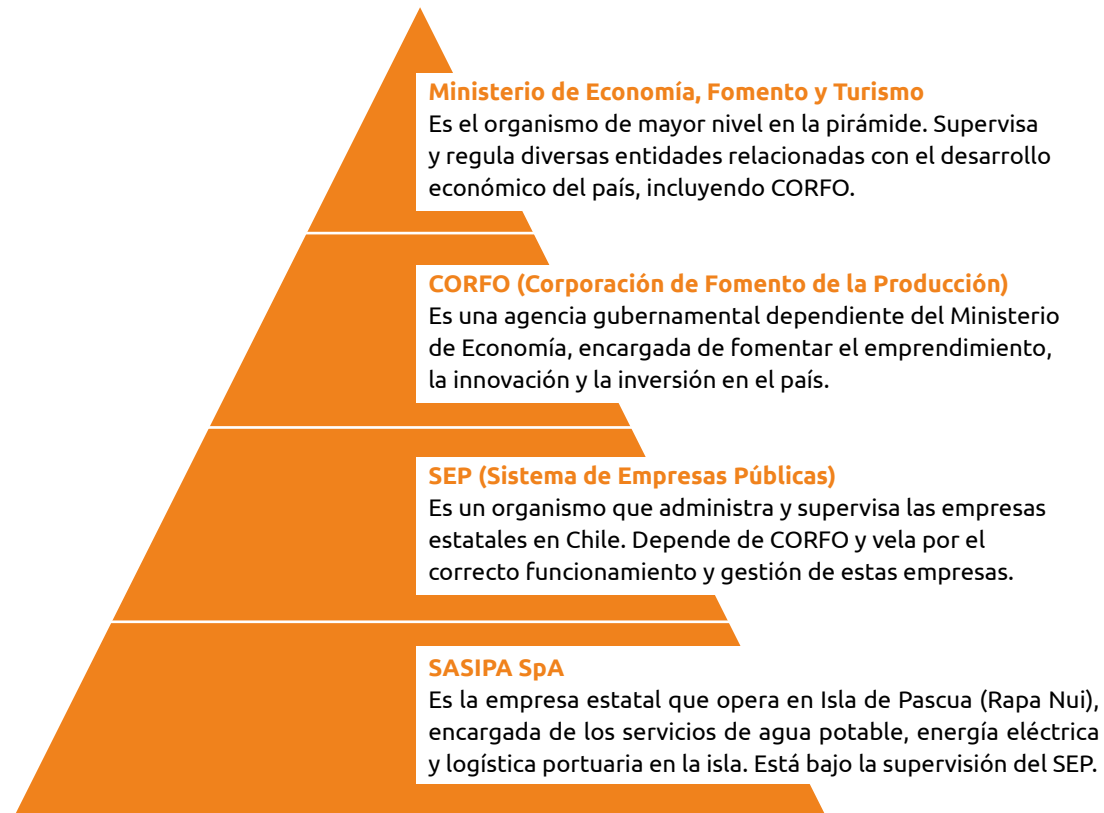 Ministerio de Economía, Fomento y Turismo
Es el organismo de mayor nivel en la pirámide. Supervisa
y regula diversas entidades relacionadas con el desarrollo
económico del país, incluyendo CORFO.
CORFO (Corporación de Fomento de la Producción)
Es una agencia gubernamental dependiente del Ministerio
de Economía, encargada de fomentar el emprendimiento,
la innovación y la inversión en el país.
SEP (Sistema de Empresas Públicas)
Es un organismo que administra y supervisa las empresas
estatales en Chile. Depende de CORFO y vela por el
correcto funcionamiento y gestión de estas empresas.
SASIPA SpA
Es la empresa estatal que opera en Isla de Pascua (Rapa Nui),
encargada de los servicios de agua potable, energía eléctrica
y logística portuaria en la isla. Está bajo la supervisión del SEP.